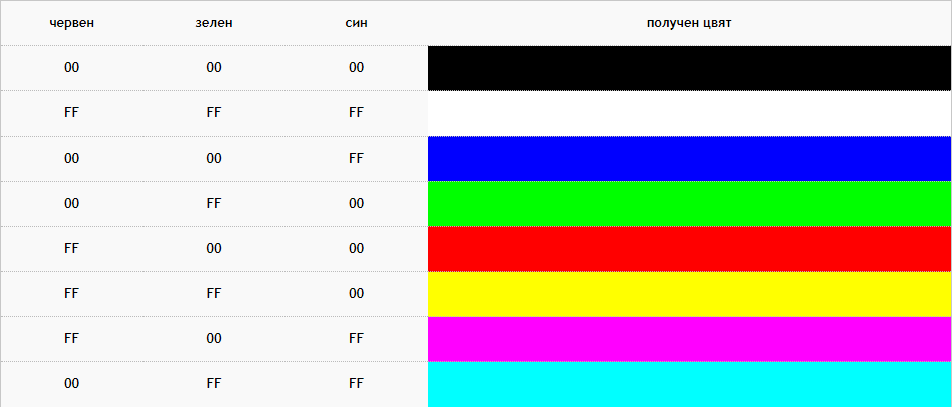 червен зелен син получен цвят
00 00 00
FF FF FF
00 00 FF
00 FF 00
FF 00 00
FF FF 00
FF 00 FF
00 FF FF